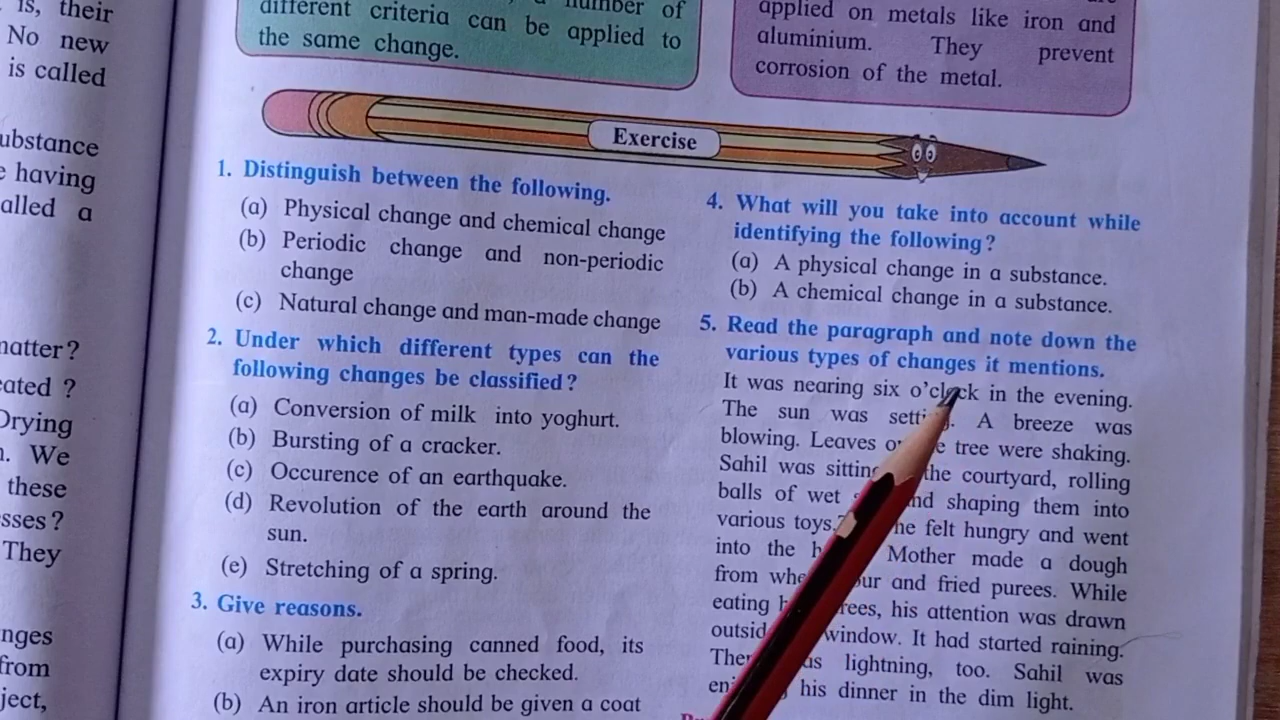 is, their
No new
is called
ubstance
e having
alled a
natter?
eated ?
Drying
n. We
these
sses?
They
nges
from
ject,
different criteria can be applied to
the same change.
applied on metals like iron and
aluminium. They prevent
corrosion of the metal.
Exercise
1. Distinguish between the following.
(a) Physical change and chemical change
(b) Periodic change and non-periodic
change
(c) Natural change and man-made change
2. Under which different types can the
following changes be classified?
(a) Conversion of milk into yoghurt.
(b) Bursting of a cracker.
(c) Occurence of an earthquake.
(d) Revolution of the earth around the
sun.
(e) Stretching of a spring.
3. Give reasons.
(a) While purchasing canned food, its
expiry date should be checked.
(b) An iron article should be given a coat
4. What will you take into account while
identifying the following?
(a) A physical change in a substance.
(b) A chemical change in a substance.
5. Read the paragraph and note down the
various types of changes it mentions.
It was nearing six o'clock in the evening.
The sun was . A breeze was
blowing. Leaves tree were shaking.
Sahil was the courtyard, rolling
balls of wet shaping them into
various toys. he felt hungry and went
into the Mother made a dough
from and fried purees. While
eating his attention was drawn
window. It had started raining.
lightning, too. Sahil was
his dinner in the dim light.